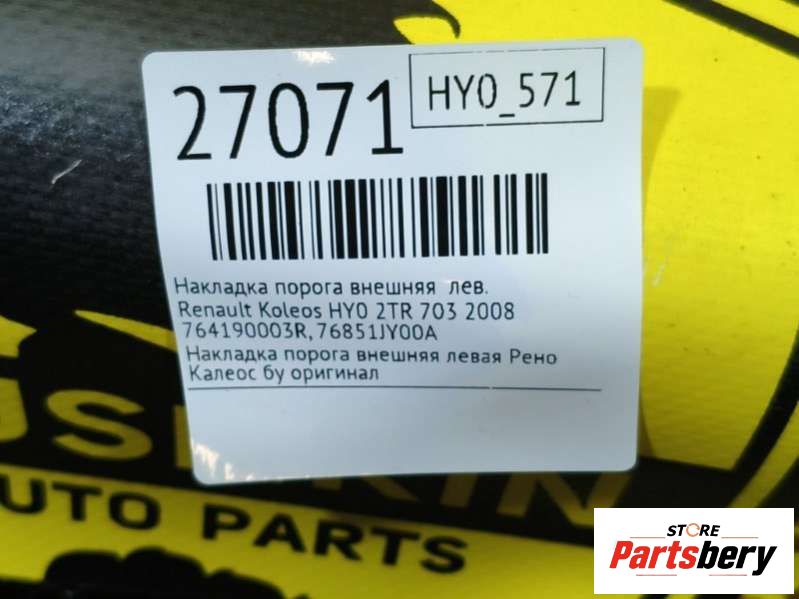 27071
HY0_571
Накладка порога внешняя лев.
Renault Koleos HY0 2TR 703 2008
764190003R,76851JY00A
Накладка порога внешняя левая Рено
Калеос бу оригинал
AUTO PARTS
STORE
Partsbery